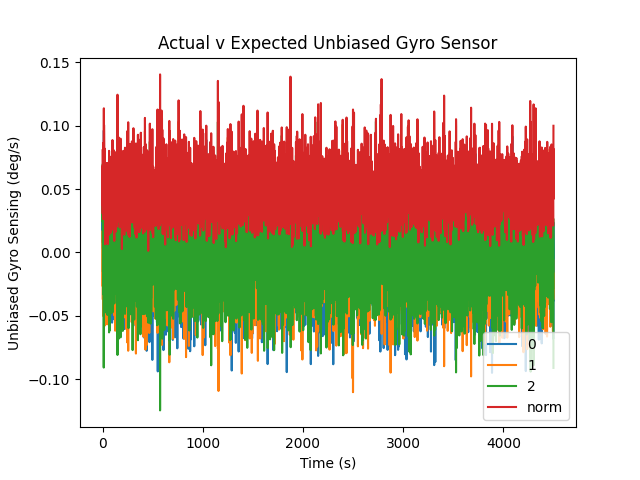 Actual v Expected Unbiased Gyro Sensor
0.15
0.10
0.05
0.00
−0.05
−0.10
Unbiased Gyro Sensing (deg/s)
0
1
2
norm
0 1000 2000 3000 4000
Time (s)